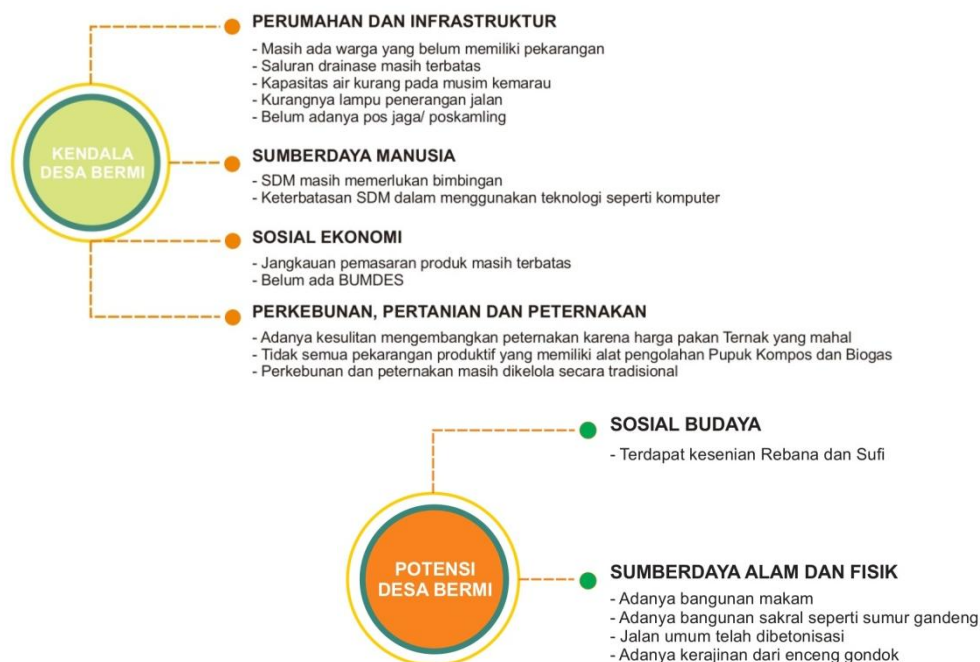 PERUMAHAN DAN INFRASTRUKTUR
- Masih ada warga yang belum memiliki pekarangan
- Saluran drainase masih terbatas
- Kapasitas air kurang pada musim kemarau
- Kurangnya lampu penerangan jalan
- Belum adanya pos jaga/ poskamling
KENDALA
DESA BERMI
SUMBERDAYA MANUSIA
- SDM masih memerlukan bimbingan
- Keterbatasan SDM dalam menggunakan teknologi seperti komputer
SOSIAL EKONOMI
- Jangkauan pemasaran produk masih terbatas
- Belum ada BUMDES
PERKEBUNAN, PERTANIAN DAN PETERNAKAN
- Adanya kesulitan mengembangkan peternakan karena harga pakan Ternak yang mahal
- Tidak semua pekarangan produktif yang memiliki alat pengolahan Pupuk Kompos dan Biogas
- Perkebunan dan peternakan masih dikelola secara tradisional
SOSIAL BUDAYA
- Terdapat kesenian Rebana dan Sufi
POTENSI
DESA BERMI
SUMBERDAYA ALAM DAN FISIK
- Adanya bangunan makam
- Adanya bangunan sakral seperti sumur gandeng
- Jalan umum telah dibetonisasi
- Adanya kerajinan dari enceng gondok